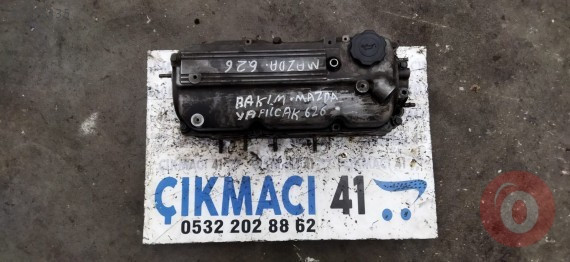 MAZDA.626
BAKIM.MAZDA
YAPILCAK 626
ÇIKMACI 41
0532 202 88 62